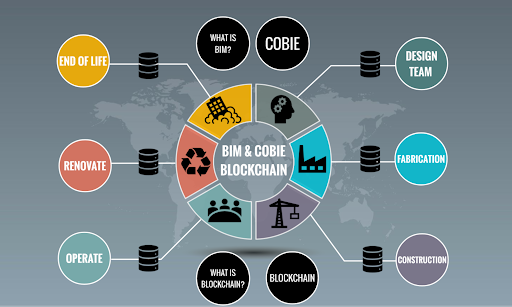 WHAT IS
BIM?
COBIE
END OF LIFE
DESIGN
TEAM
RENOVATE
BIM & COBIE
BLOCKCHAIN
FABRICATION
OPERATE
WHAT IS
BLOCKCHAIN?
BLOCKCHAIN
CONSTRUCTION